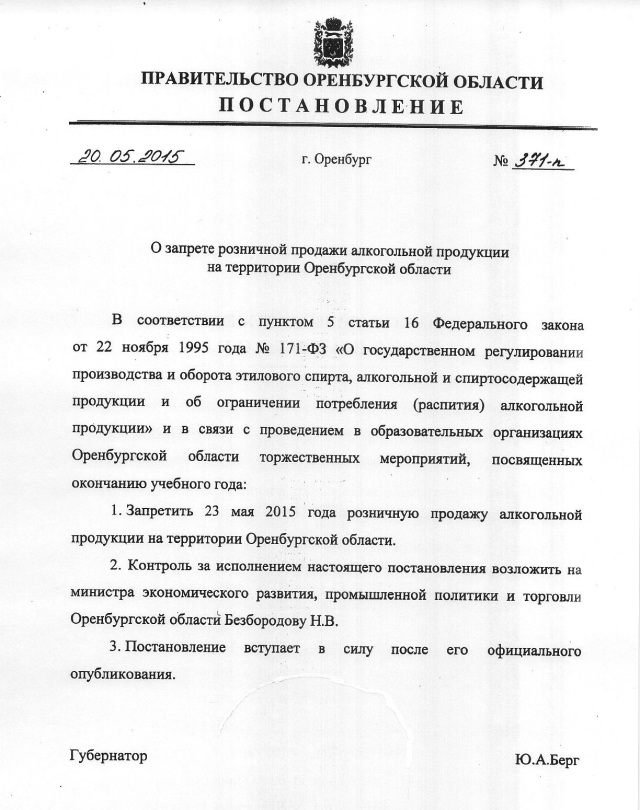 ПРАВИТЕЛЬСТВО ОРЕНБУРГСКОЙ ОБЛАСТИ
ПОСТАНОВЛЕНИЕ
20.05.2015 г. Оренбург № 371-п
О запрете розничной продажи алкогольной продукции
на территории Оренбургской области
В соответствии с пунктом 5 статьи 16 Федерального закона
от 22 ноября 1995 года № 171-ФЗ «О государственном регулировании
производства и оборота этилового спирта, алкогольной и спиртосодержащей
продукции и об ограничении потребления (распития) алкогольной
продукции» и в связи с проведением в образовательных организациях
Оренбургской области торжественных мероприятий, посвященных
окончанию учебного года:
1. Запретить 23 мая 2015 года розничную продажу алкогольной
продукции на территории Оренбургской области.
2. Контроль за исполнением настоящего постановления возложить на
министра экономического развития, промышленной политики и торговли
Оренбургской области Безбородову Н.В.
3. Постановление вступает в силу после его официального
опубликования.
Губернатор Ю.А.Берг